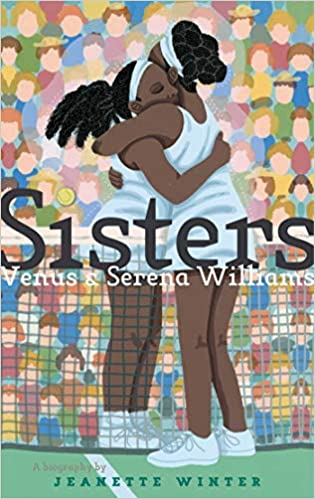 Sisters
Venus & Serena Williams
A biography by
JEANETTE WINTER